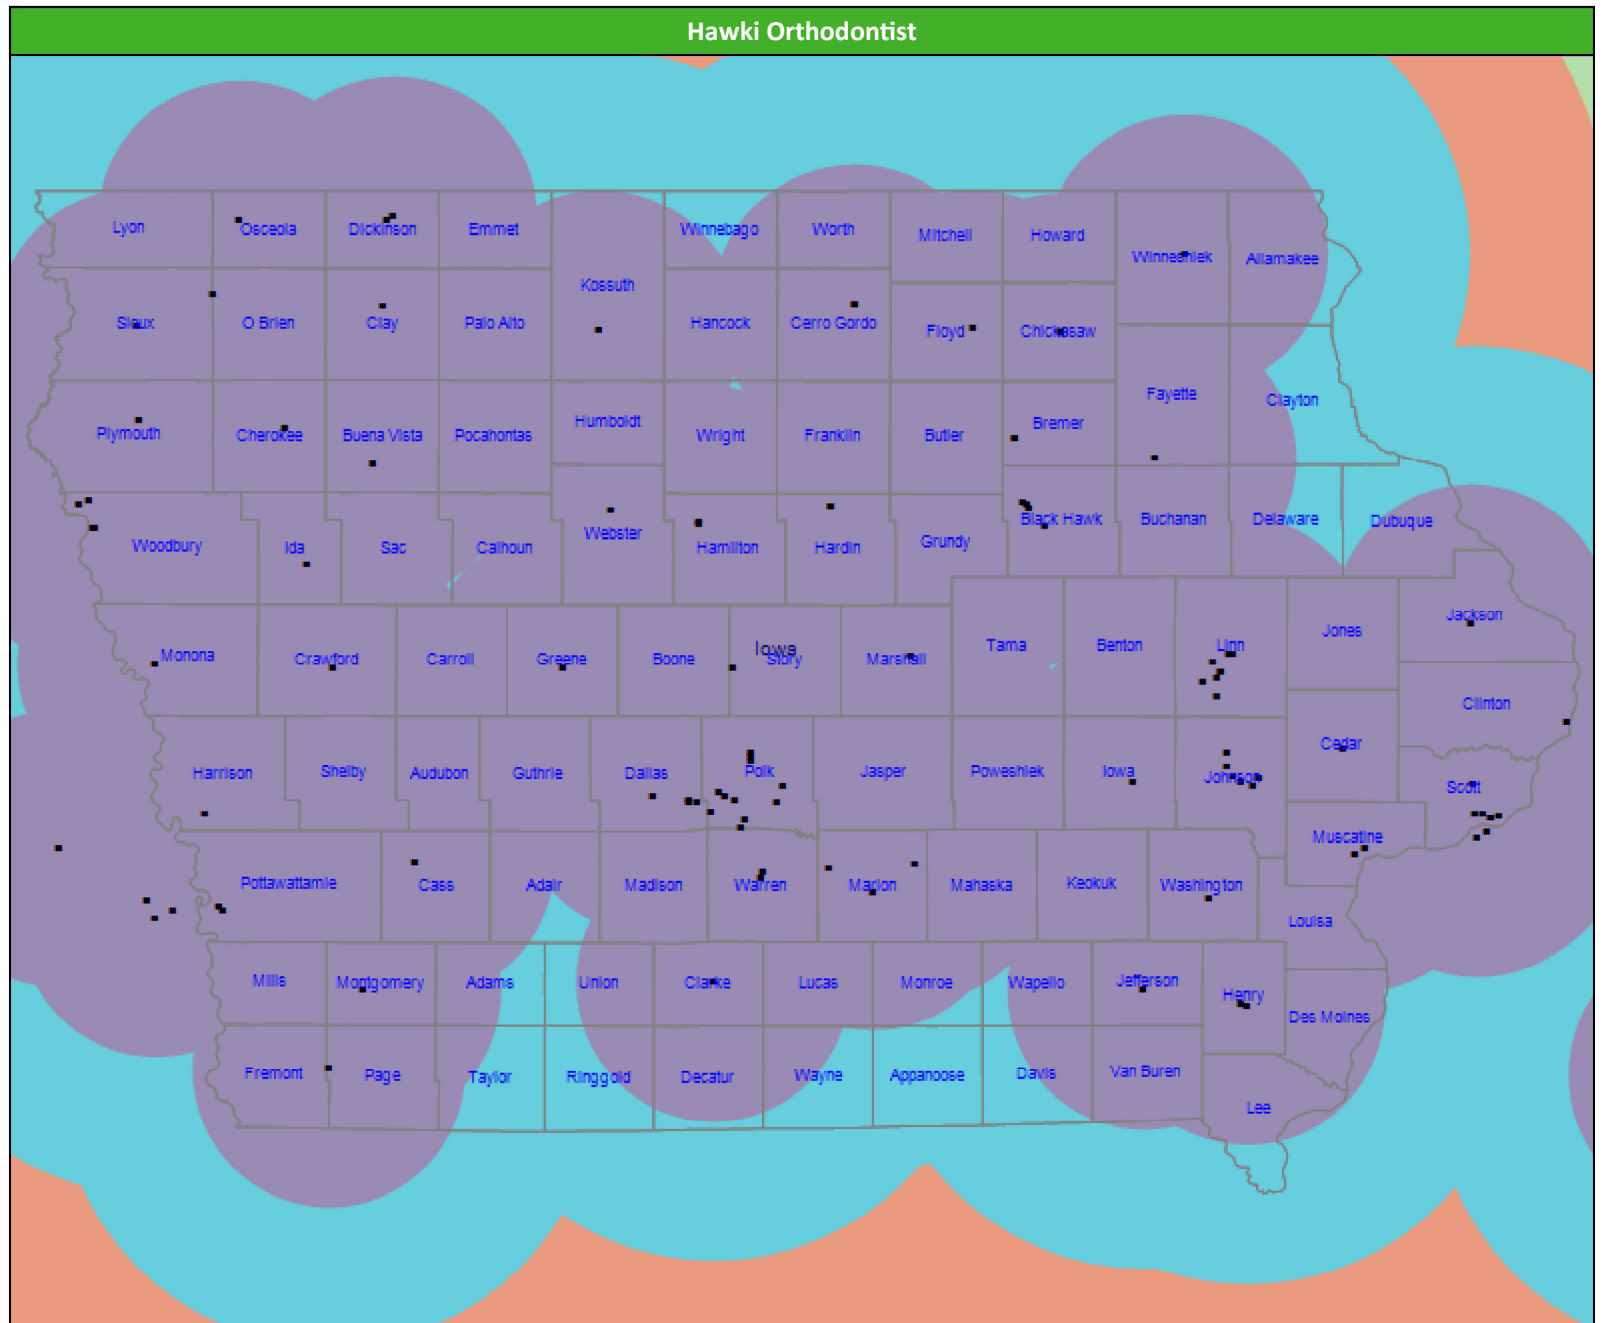 Hawki Orthodontist
Lyon
Osceola
Dickinson
Emmet
Winnebago
Worth
Mitchell
Howard
Winneshiek
Allamakee
Kossuth
Sioux
O Brien
Clay
Palo Alto
Hancock
Cerro Gordo
Floyd
Chickasaw
Fayette
Clayton
Plymouth
Cherokee
Buena Vista
Pocahontas
Humboldt
Wright
Franklin
Butler
Bremer
Woodbury
Ida
Sac
Calhoun
Webster
Hamilton
Hardin
Grundy
Black Hawk
Buchanan
Delaware
Dubuque
Monona
Crawford
Carroll
Greene
Boone
Iowa
Story
Marshall
Tama
Benton
Linn
Jones
Jackson
Clinton
Harrison
Shelby
Audubon
Guthrie
Dallas
Polk
Jasper
Poweshiek
Iowa
Johnson
Cedar
Scott
Muscatine
Pottawattamie
Cass
Adair
Madison
Warren
Marion
Mahaska
Keokuk
Washington
Louisa
Mills
Montgomery
Adams
Union
Clarke
Lucas
Monroe
Wapello
Jefferson
Henry
Des Moines
Fremont
Page
Taylor
Ringgold
Decatur
Wayne
Appanoose
Davis
Van Buren
Lee